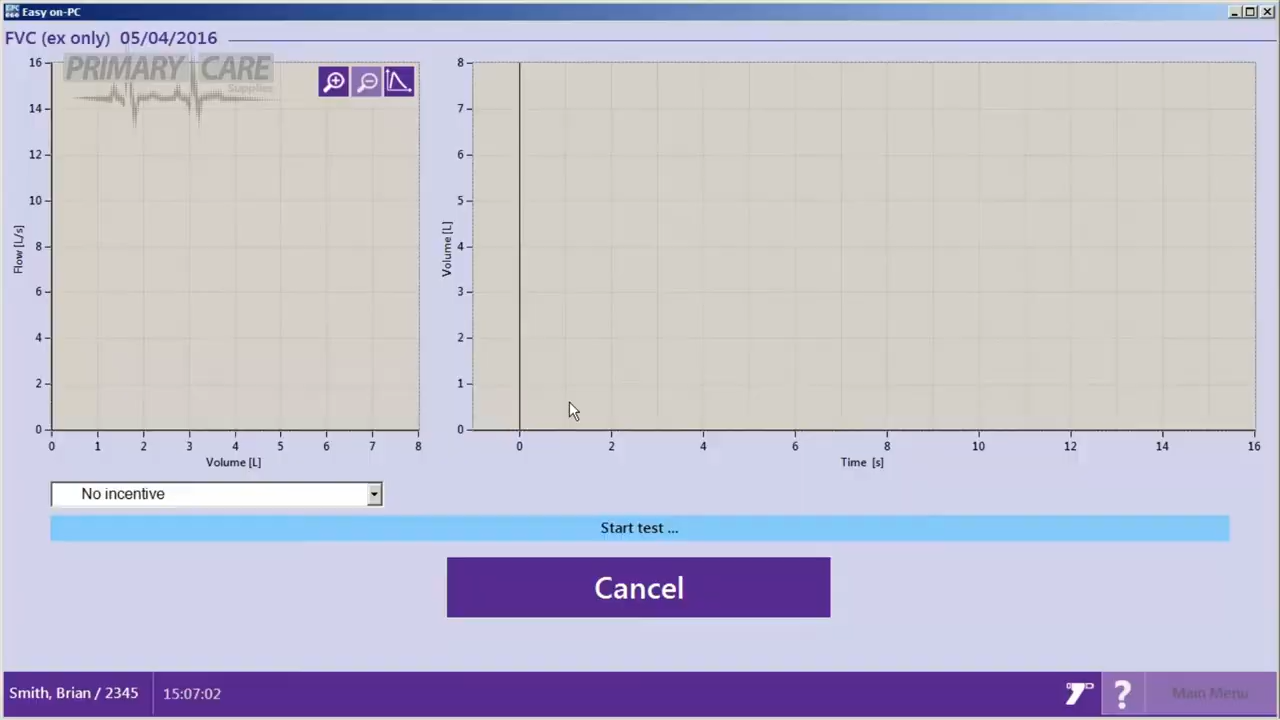 Easy on-PC
FVC (ex only) 05/04/2016
PRIMARY CARE
Supplies
16
14
12
10
8
6
4
2
0
Flow [L/s]
0 1 2 3 4 5 6 7 8
Volume [L]
8
7
6
5
4
3
2
1
0
Volume [L]
0 2 4 6 8 10 12 14 16
Time [s]
No incentive
Start test ...
Cancel
Smith, Brian / 2345
15:07:02
?
Main Menu